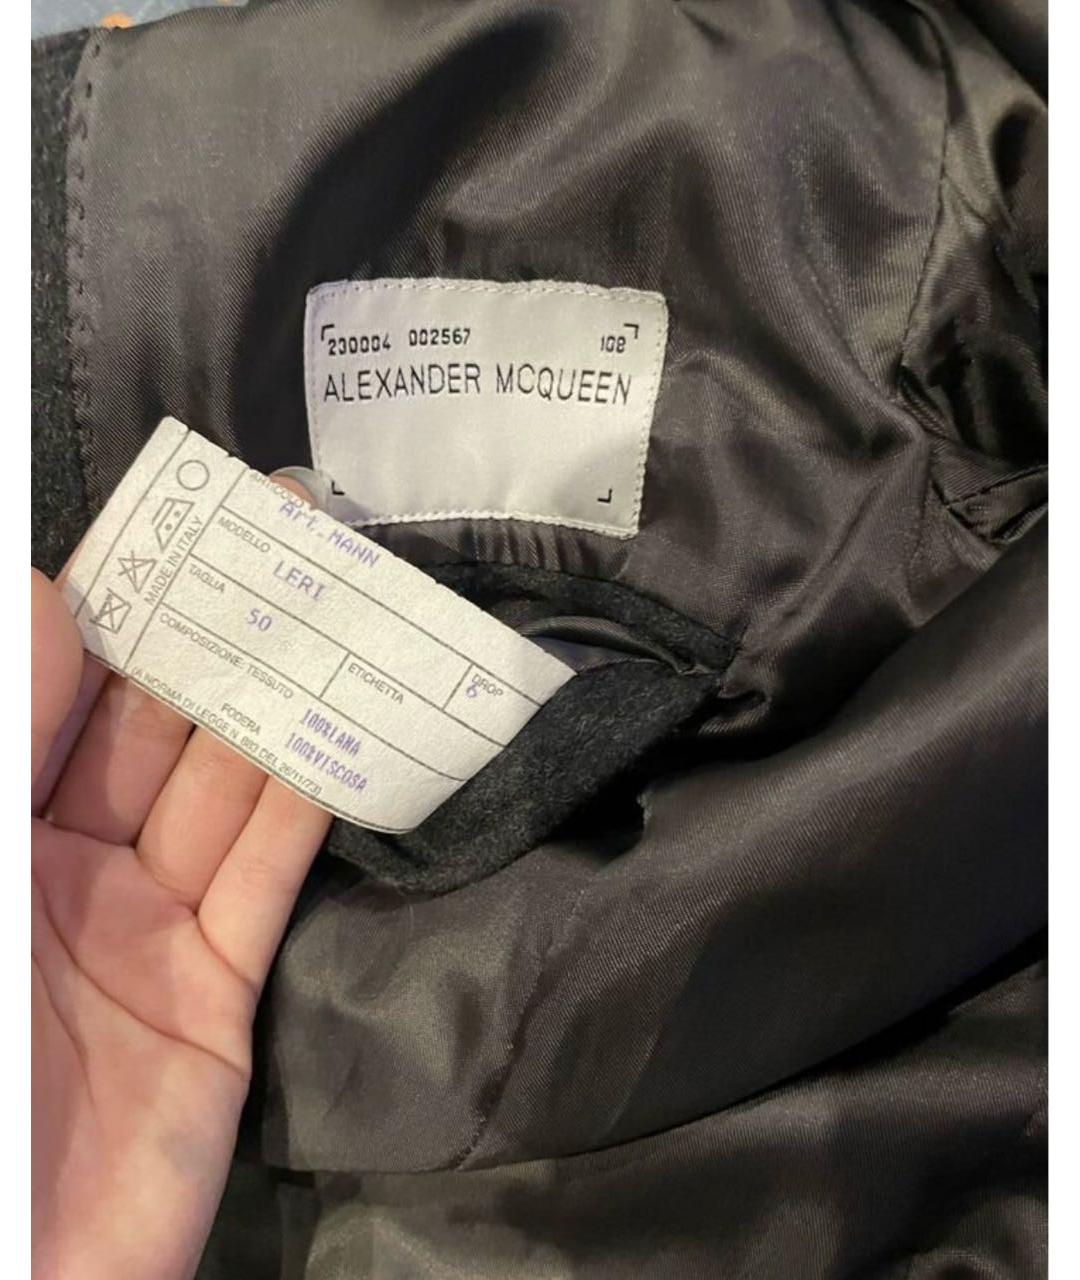 230004 002567 108
ALEXANDER MCQUEEN
ARTICOLO Art. MANN
MODELLO LERI
TAGLIA 50
ETICHETTA
DROP 6
COMPOSIZIONE: TESSUTO 100%LANA
FODERA 100%VISCOSA
(A NORMA DI LEGGE N. 883 DEL 26/11/73)
MADE IN ITALY